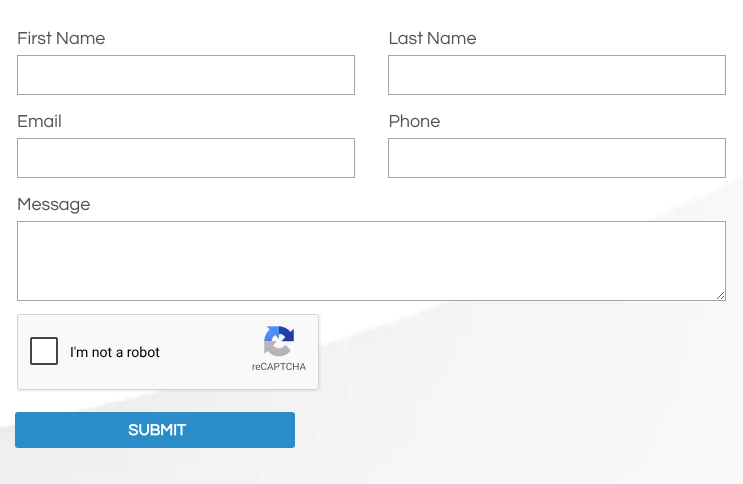 First Name
Last Name
Email
Phone
Message
I'm not a robot
reCAPTCHA
SUBMIT